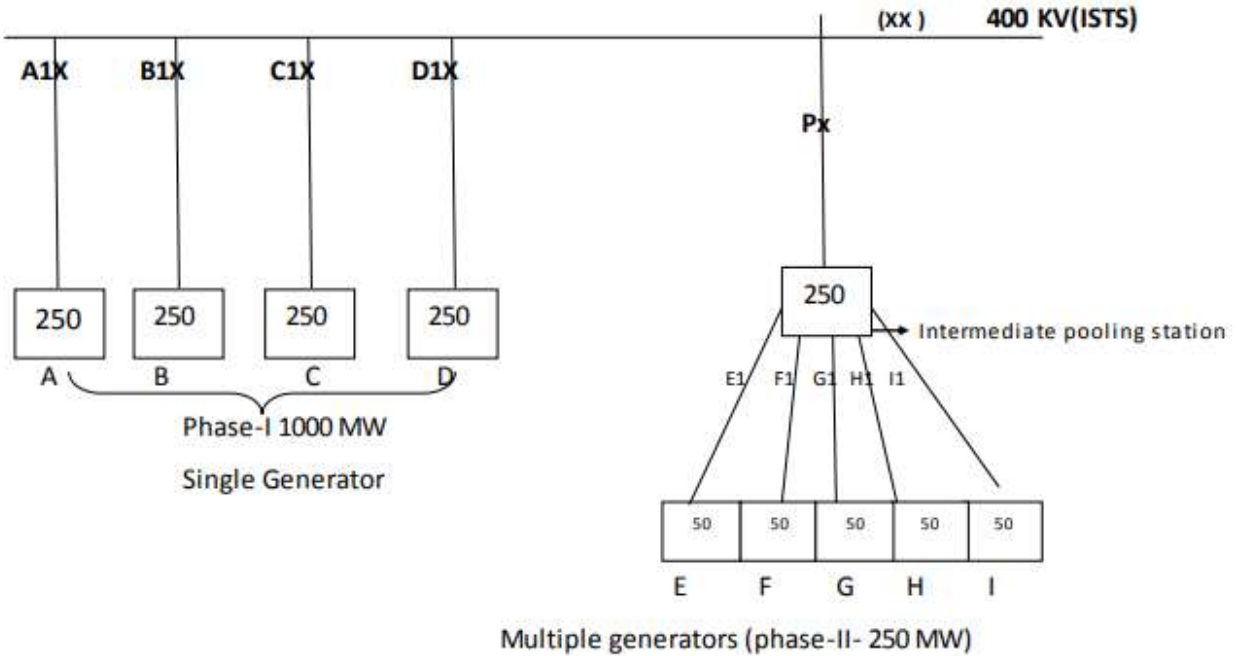 (XX ) 400 KV(ISTS)
A1X B1X C1X D1X
Px
250 250 250 250
250
Intermediate pooling station
A B C D
E1 F1 G1 H1 I1
Phase-I 1000 MW
Single Generator
50 50 50 50 50
E F G H I
Multiple generators (phase-II- 250 MW)